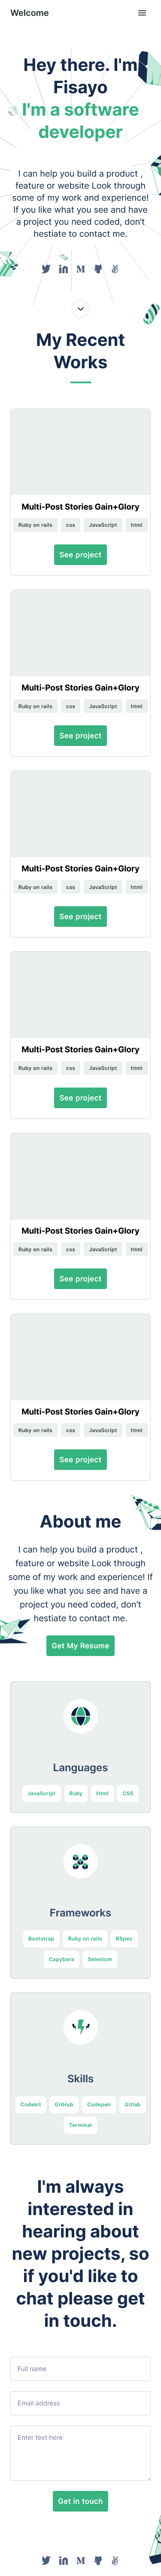 Welcome
Hey there. I'm
Fisayo
I'm a software
developer
I can help you build a product ,
feature or website Look through
some of my work and experience!
If you like what you see and have
a project you need coded, don't
hestiate to contact me.
My Recent
Works
Multi-Post Stories Gain+Glory
Ruby on rails css JavaScript html
See project
Multi-Post Stories Gain+Glory
Ruby on rails css JavaScript html
See project
Multi-Post Stories Gain+Glory
Ruby on rails css JavaScript html
See project
Multi-Post Stories Gain+Glory
Ruby on rails css JavaScript html
See project
Multi-Post Stories Gain+Glory
Ruby on rails css JavaScript html
See project
Multi-Post Stories Gain+Glory
Ruby on rails css JavaScript html
See project
About me
I can help you build a product ,
feature or website Look through
some of my work and experience! If
you like what you see and have a
project you need coded, don't
hestiate to contact me.
Get My Resume
Languages
JavaScript Ruby Html CSS
Frameworks
Bootstrap Ruby on rails RSpec
Capybara Selenium
Skills
Codekit GitHub Codepen Gitlab
Terminal
I'm always
interested in
hearing about
new projects, so
if you'd like to
chat please get
in touch.
Full name
Email address
Enter text here
Get in touch